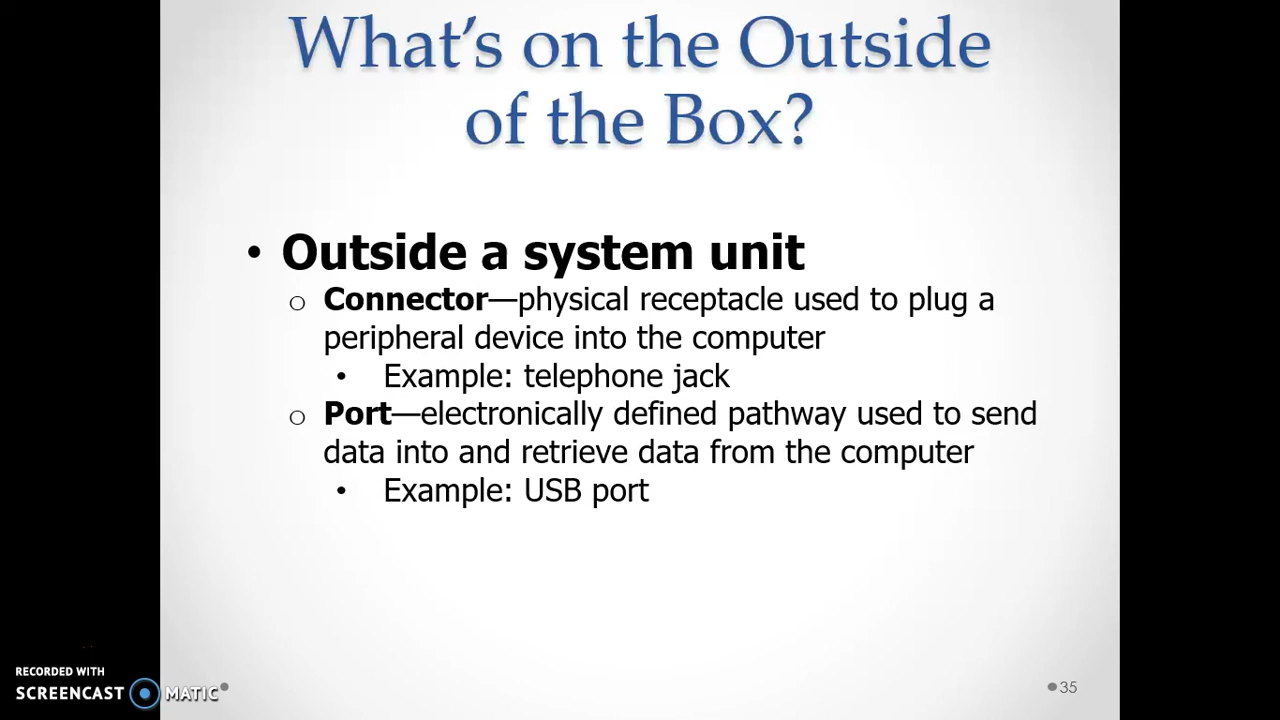 What's on the Outside
of the Box?
• Outside a system unit
o Connector—physical receptacle used to plug a
peripheral device into the computer
• Example: telephone jack
o Port—electronically defined pathway used to send
data into and retrieve data from the computer
• Example: USB port
RECORDED WITH
SCREENCAST MATIC
35